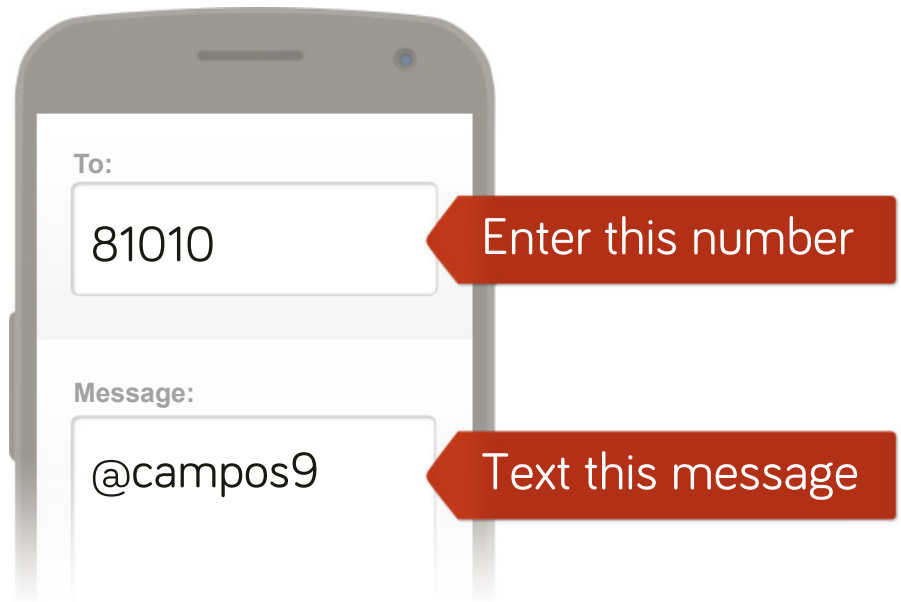 To:
81010
Enter this number
Message:
@campos9
Text this message